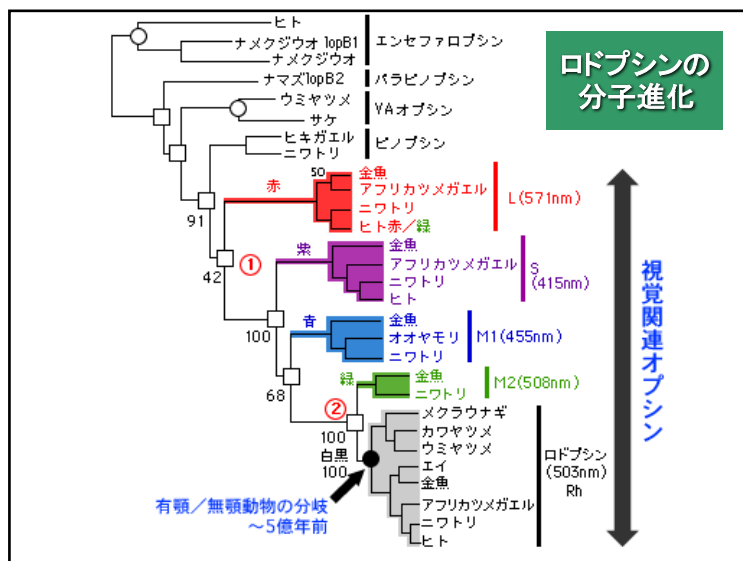 ロドプシンの
分子進化
ヒト
ナメクジウオ lopB1
ナメクジウオ
エンセファロプシン
ナマズlopB2
パラピノプシン
ウミヤツメ
サケ
VAオプシン
ヒキガエル
ニワトリ
ピノプシン
91
赤
50
金魚
アフリカツメガエル
ニワトリ
ヒト赤/緑
L(571nm)
42
①
紫
金魚
アフリカツメガエル
ニワトリ
ヒト
S
(415nm)
100
青
金魚
オオヤモリ
ニワトリ
M1(455nm)
68
緑
金魚
ニワトリ
M2(508nm)
②
100
白黒
100
メクラウナギ
カワヤツメ
ウミヤツメ
エイ
金魚
アフリカツメガエル
ニワトリ
ヒト
ロドプシン
(503nm)
Rh
有顎/無顎動物の分岐
~5億年前
視覚関連オプシン